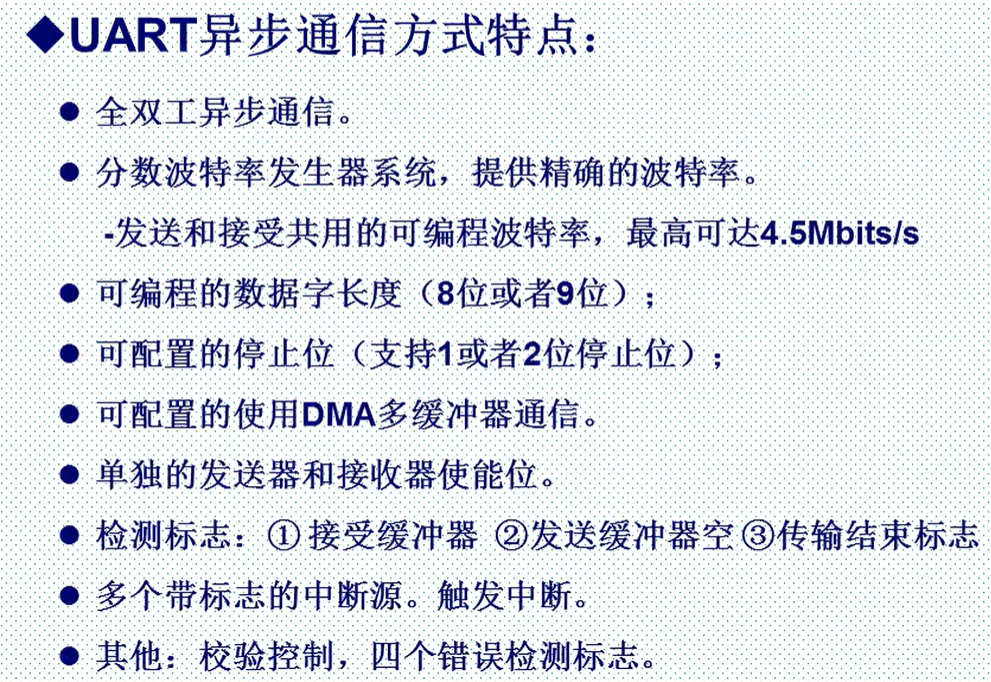 ◆UART异步通信方式特点：
● 全双工异步通信。
● 分数波特率发生器系统，提供精确的波特率。
-发送和接受共用的可编程波特率，最高可达4.5Mbits/s
● 可编程的数据字长度（8位或者9位）；
● 可配置的停止位（支持1或者2位停止位）；
● 可配置的使用DMA多缓冲器通信。
● 单独的发送器和接收器使能位。
● 检测标志：① 接受缓冲器 ②发送缓冲器空 ③传输结束标志
● 多个带标志的中断源。触发中断。
● 其他：校验控制，四个错误检测标志。